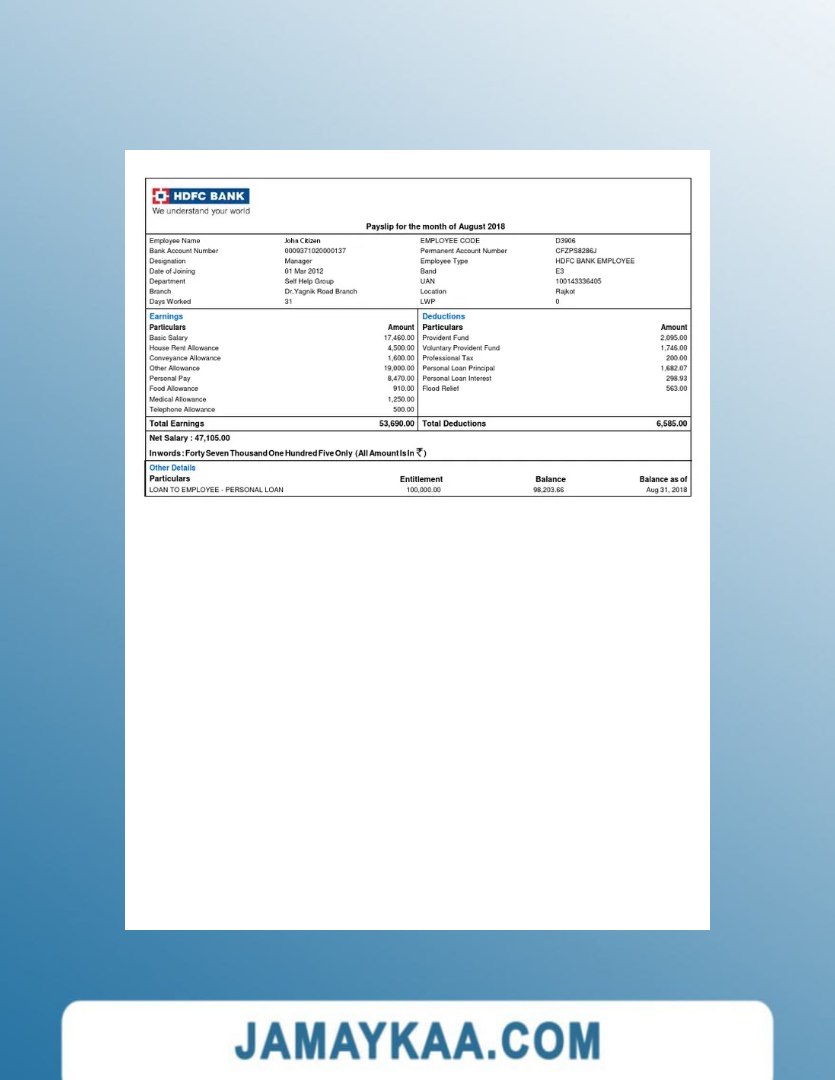 HDFC BANK
We understand your world
Payslip for the month of August 2018
Employee Name John Citizen EMPLOYEE CODE D3906
Bank Account Number 0009371020000137 Permanent Account Number CFZPS8286J
Designation Manager Employee Type HDFC BANK EMPLOYEE
Date of Joining 01 Mar 2012 Band E3
Department Self Help Group UAN 100143336405
Branch Dr.Yagnik Road Branch Location Rajkot
Days Worked 31 LWP 0
Earnings Deductions
Particulars Amount Particulars Amount
Basic Salary 17,460.00 Provident Fund 2,095.00
House Rent Allowance 4,500.00 Voluntary Provident Fund 1,746.00
Conveyance Allowance 1,600.00 Professional Tax 200.00
Other Allowance 19,000.00 Personal Loan Principal 1,682.07
Personal Pay 8,470.00 Personal Loan Interest 298.93
Food Allowance 910.00 Flood Relief 563.00
Medical Allowance 1,250.00
Telephone Allowance 500.00
Total Earnings 53,690.00 Total Deductions 6,585.00
Net Salary : 47,105.00
Inwords : Forty Seven Thousand One Hundred Five Only (All Amount Is In ₹)
Other Details
Particulars Entitlement Balance Balance as of
LOAN TO EMPLOYEE - PERSONAL LOAN 100,000.00 98,203.66 Aug 31, 2018
JAMAYKAA.COM